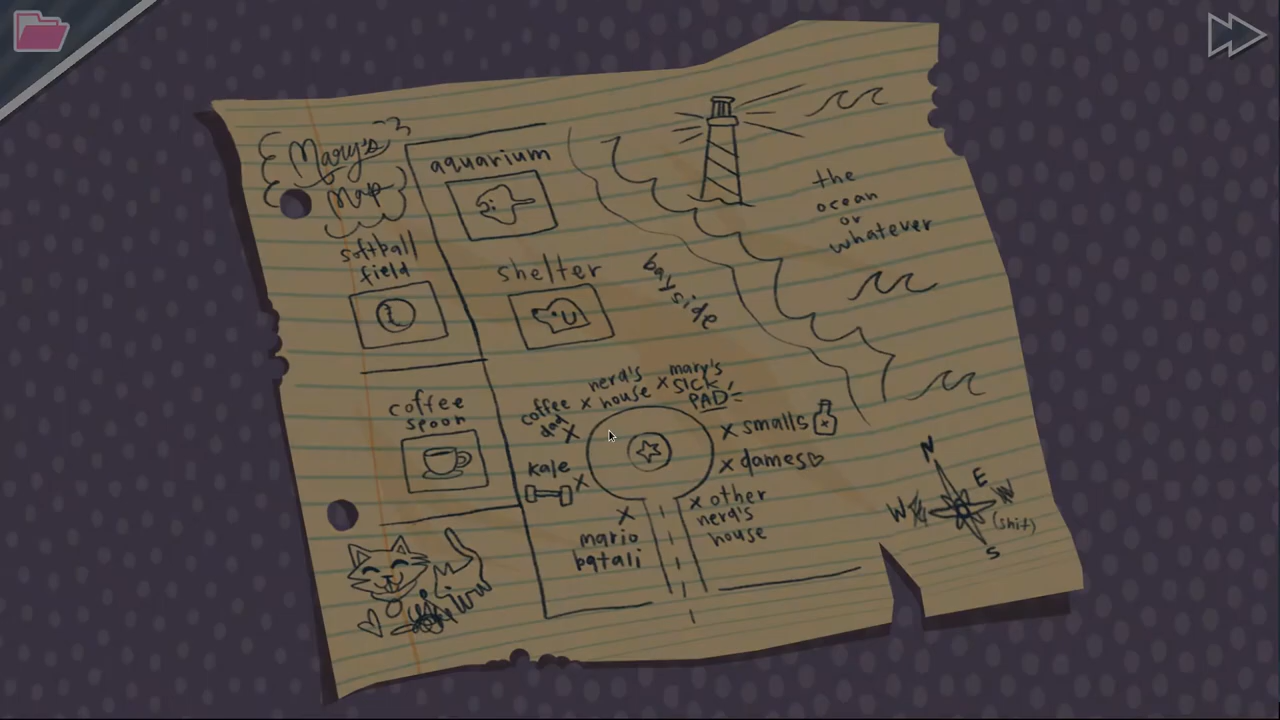 Mary's
map
aquarium
softball
field
shelter
bayside
the
ocean
or
whatever
coffee
spoon
coffee
dad
x
nerd's
x house
mary's
x SICK
PAD!
x smalls
x dames
kale
x
x other
nerd's
house
x
mario
batali
N
E
W
(shit)
S